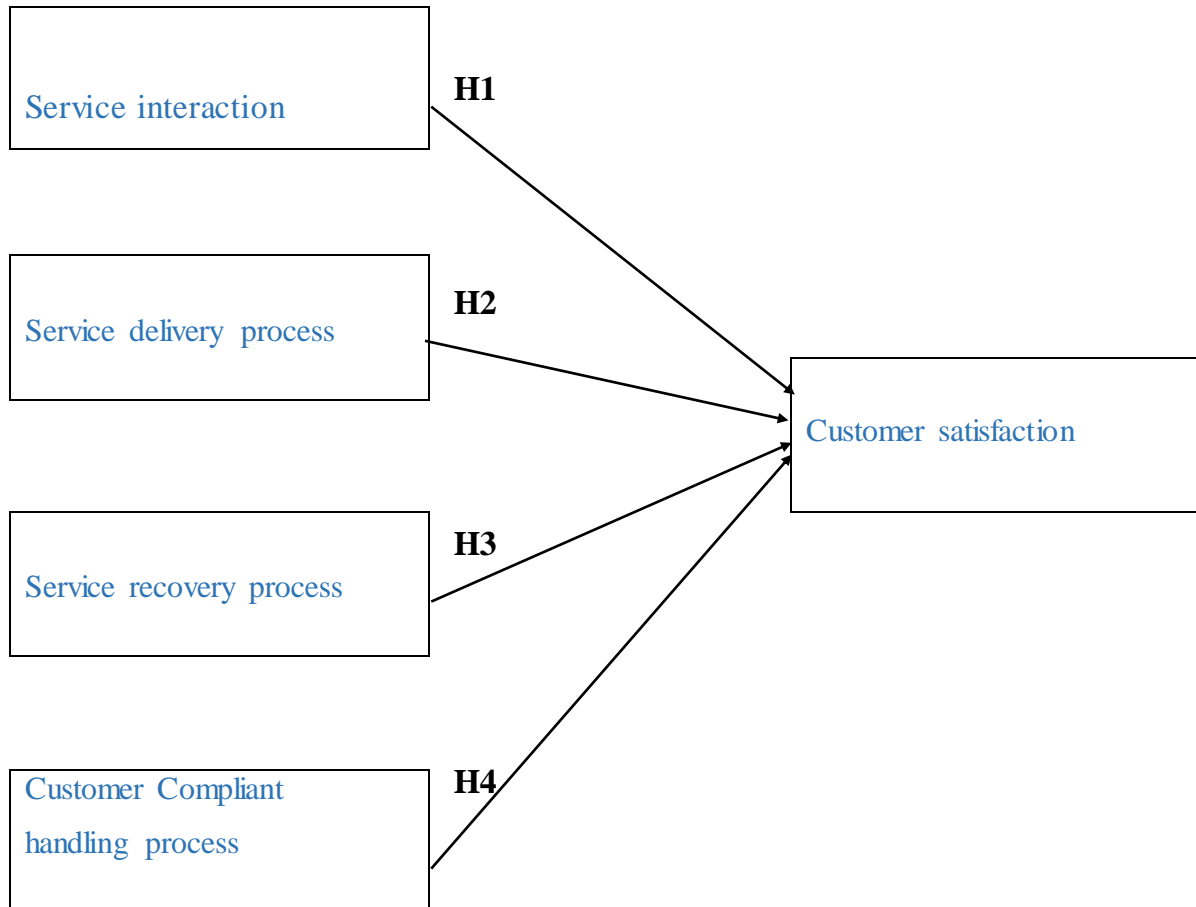 Service interaction
H1
Service delivery process
H2
Customer satisfaction
Service recovery process
H3
Customer Compliant
handling process
H4